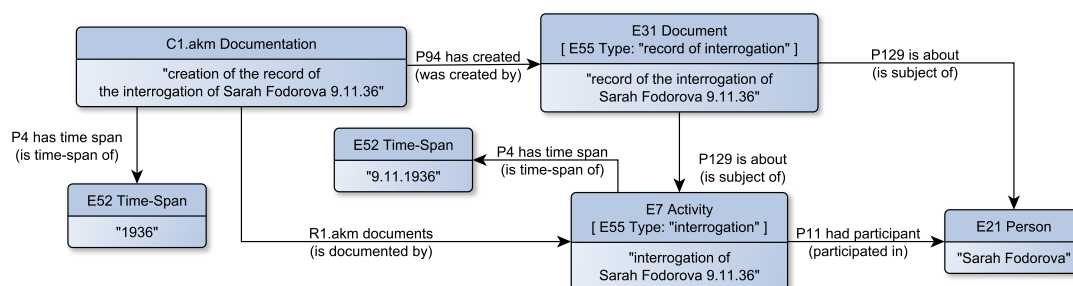 C1.akm Documentation
"creation of the record of
the interrogation of Sarah Fodorova 9.11.36"
P94 has created
(was created by)
E31 Document
[ E55 Type: "record of interrogation" ]
"record of the interrogation of
Sarah Fodorova 9.11.36"
P129 is about
(is subject of)
P4 has time span
(is time-span of)
E52 Time-Span
"1936"
E52 Time-Span
"9.11.1936"
P4 has time span
(is time-span of)
P129 is about
(is subject of)
R1.akm documents
(is documented by)
E7 Activity
[ E55 Type: "interrogation" ]
"interrogation of
Sarah Fodorova 9.11.36"
P11 had participant
(participated in)
E21 Person
"Sarah Fodorova"